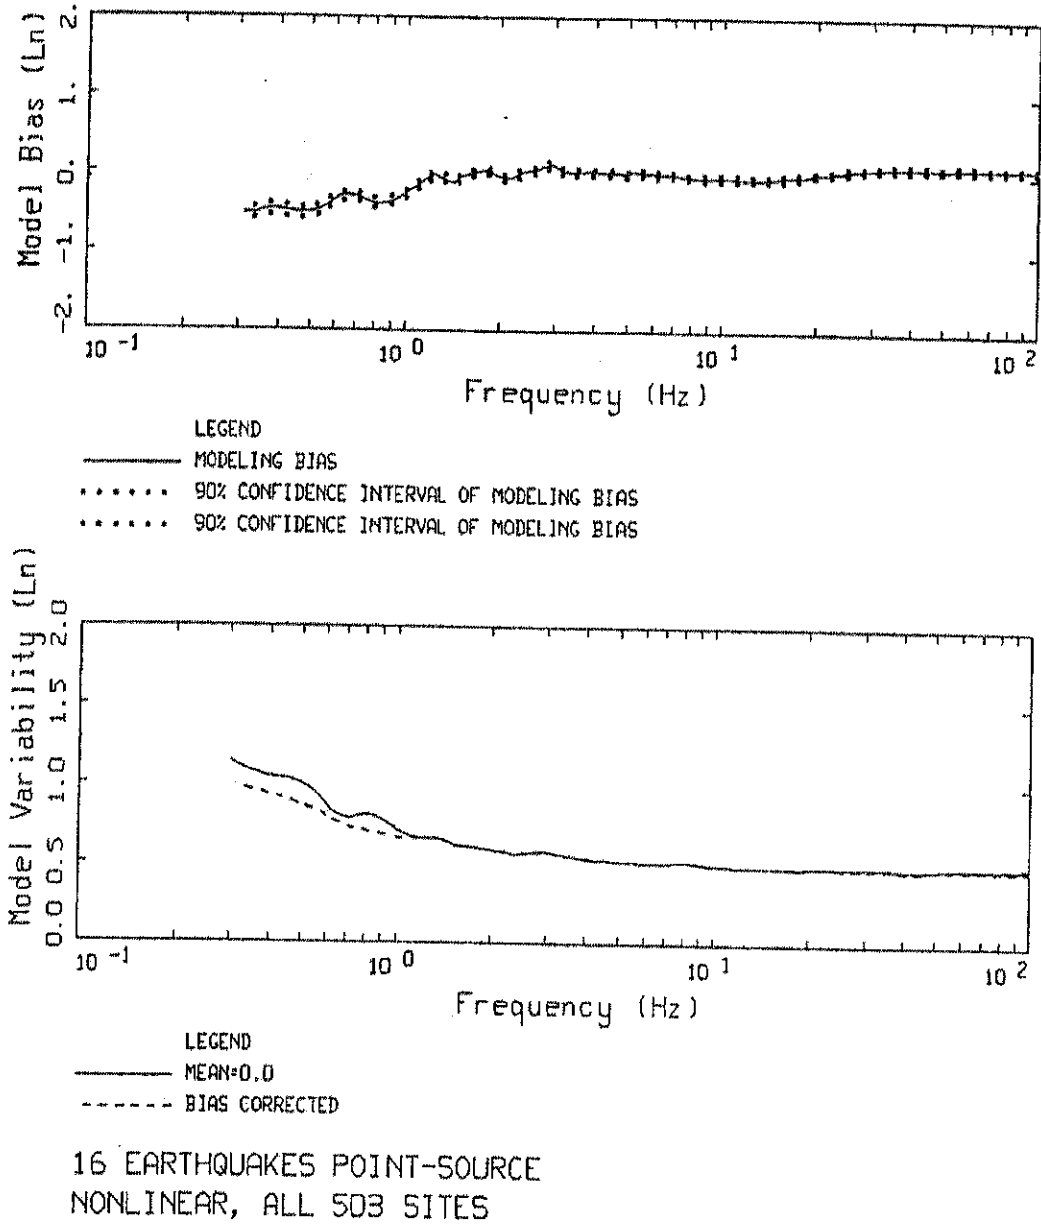 Model Bias (Ln)
2.
1.
0.
-1.
-2.
10 -1
10 0
10 1
10 2
Frequency (Hz)
LEGEND
MODELING BIAS
90% CONFIDENCE INTERVAL OF MODELING BIAS
90% CONFIDENCE INTERVAL OF MODELING BIAS
Model Variability (Ln)
2.0
1.5
1.0
0.5
0.0
10 -1
10 0
10 1
10 2
Frequency (Hz)
LEGEND
MEAN=0.0
BIAS CORRECTED
16 EARTHQUAKES POINT-SOURCE
NONLINEAR, ALL 503 SITES